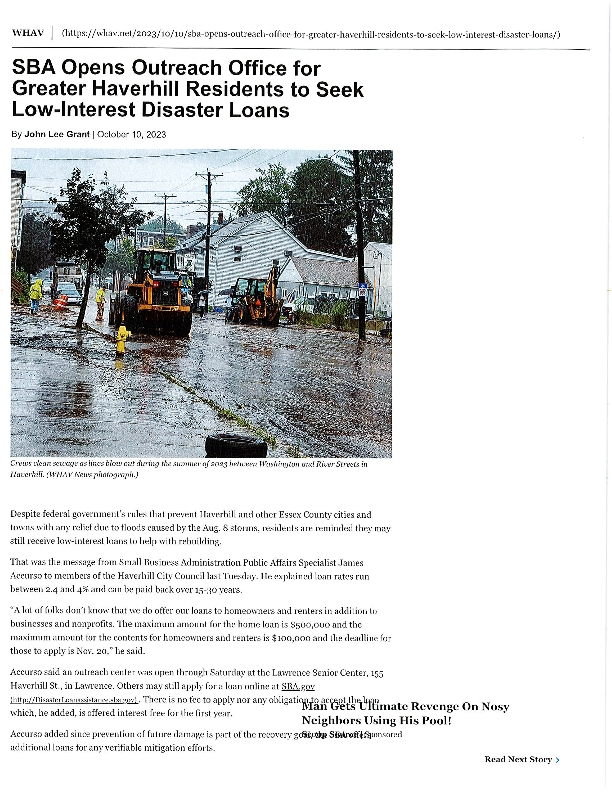 WHAV | (https://whav.net/2023/10/10/sba-opens-outreach-office-for-greater-haverhill-residents-to-seek-low-interest-disaster-loans/)
SBA Opens Outreach Office for
Greater Haverhill Residents to Seek
Low-Interest Disaster Loans
By John Lee Grant | October 10, 2023
Crews clean sewage as lines blow out during the summer of 2023 between Washington and River Streets in
Haverhill. (WHAV News photograph.)
Despite federal government's rules that prevent Haverhill and other Essex County cities and
towns with any relief due to floods caused by the Aug. 8 storms, residents are reminded they may
still receive low-interest loans to help with rebuilding.
That was the message from Small Business Administration Public Affairs Specialist James
Accurso to members of the Haverhill City Council last Tuesday. He explained loan rates run
between 2.4 and 4% and can be paid back over 15-30 years.
“A lot of folks don't know that we do offer our loans to homeowners and renters in addition to
businesses and nonprofits. The maximum amount for the home loan is $500,000 and the
maximum amount for the contents for homeowners and renters is $100,000 and the deadline for
those to apply is Nov. 20,” he said.
Accurso said an outreach center was open through Saturday at the Lawrence Senior Center, 155
Haverhill St., in Lawrence. Others may still apply for a loan online at SBA.gov
(http://DisasterLoanassistance.sba.gov). There is no fee to apply nor any obligation to accept the loan
which, he added, is offered interest free for the first year.
Man Gets Ultimate Revenge On Nosy
Neighbors Using His Pool!
Accurso added since prevention of future damage is part of the recovery
Sponsored
additional loans for any verifiable mitigation efforts.
Read Next Story >